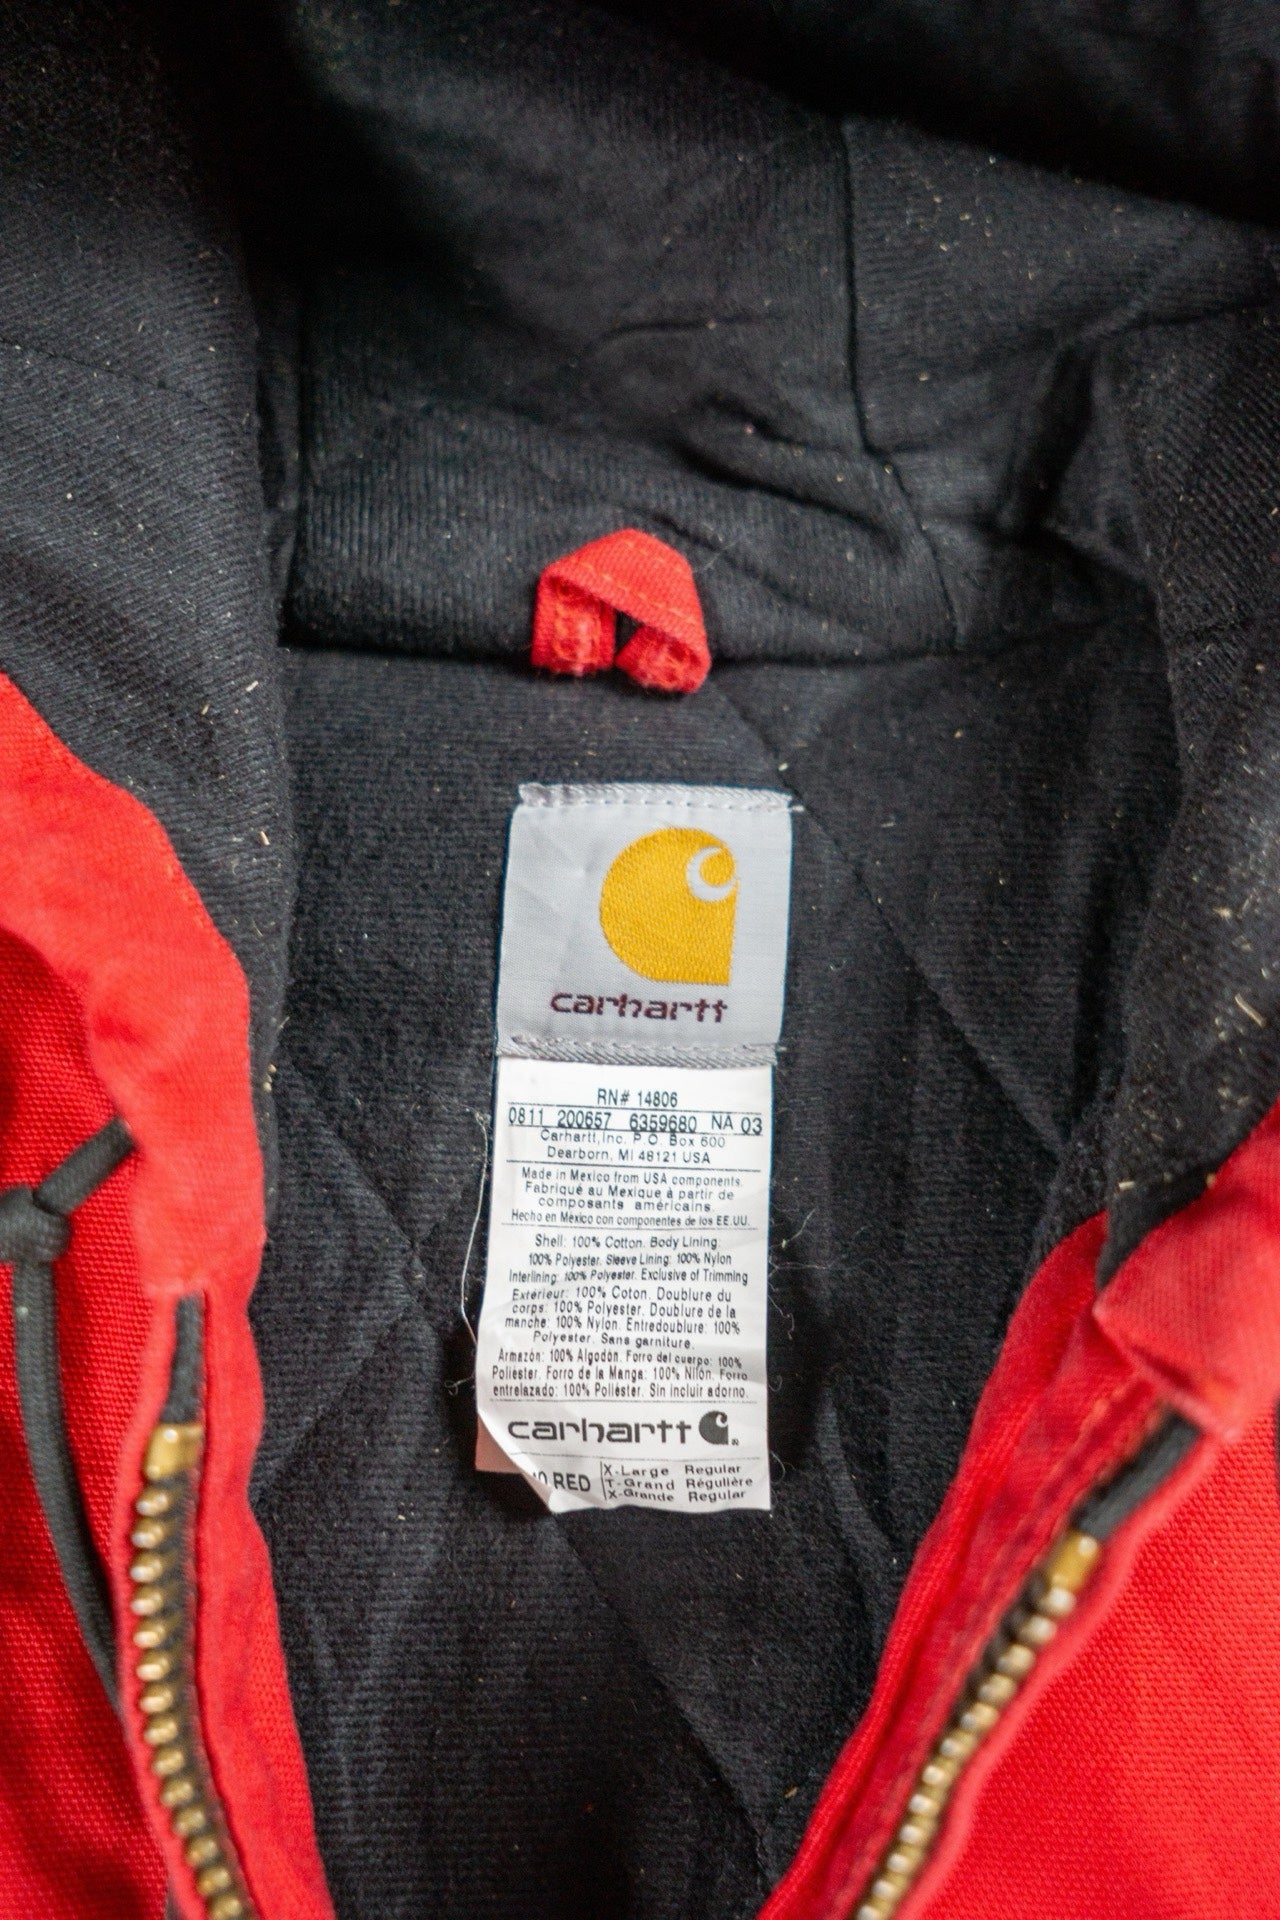 carhartt
RN# 14806
0811 200657 6359680 NA 03
Carhartt, Inc. P.O. Box 600
Dearborn, MI 48121 USA
Made in Mexico from USA components.
Fabriqué au Mexique à partir de
composants américains.
Hecho en Mexico con componentes de los EE.UU.
Shell: 100% Cotton. Body Lining:
100% Polyester. Sleeve Lining: 100% Nylon
Interlining: 100% Polyester. Exclusive of Trimming
Extérieur: 100% Coton. Doublure du
corps: 100% Polyester. Doublure de la
manche: 100% Nylon. Entredoublure: 100%
Polyester. Sans garniture.
Armazón: 100% Algodón. Forro del cuerpo: 100%
Poliester. Forro de la Manga: 100% Nilón. Forro
entrelazado: 100% Poliéster. Sin incluir adorno.
carhartt
RED
X-Large Regular
T-Grand Régulière
X-Grande Regular